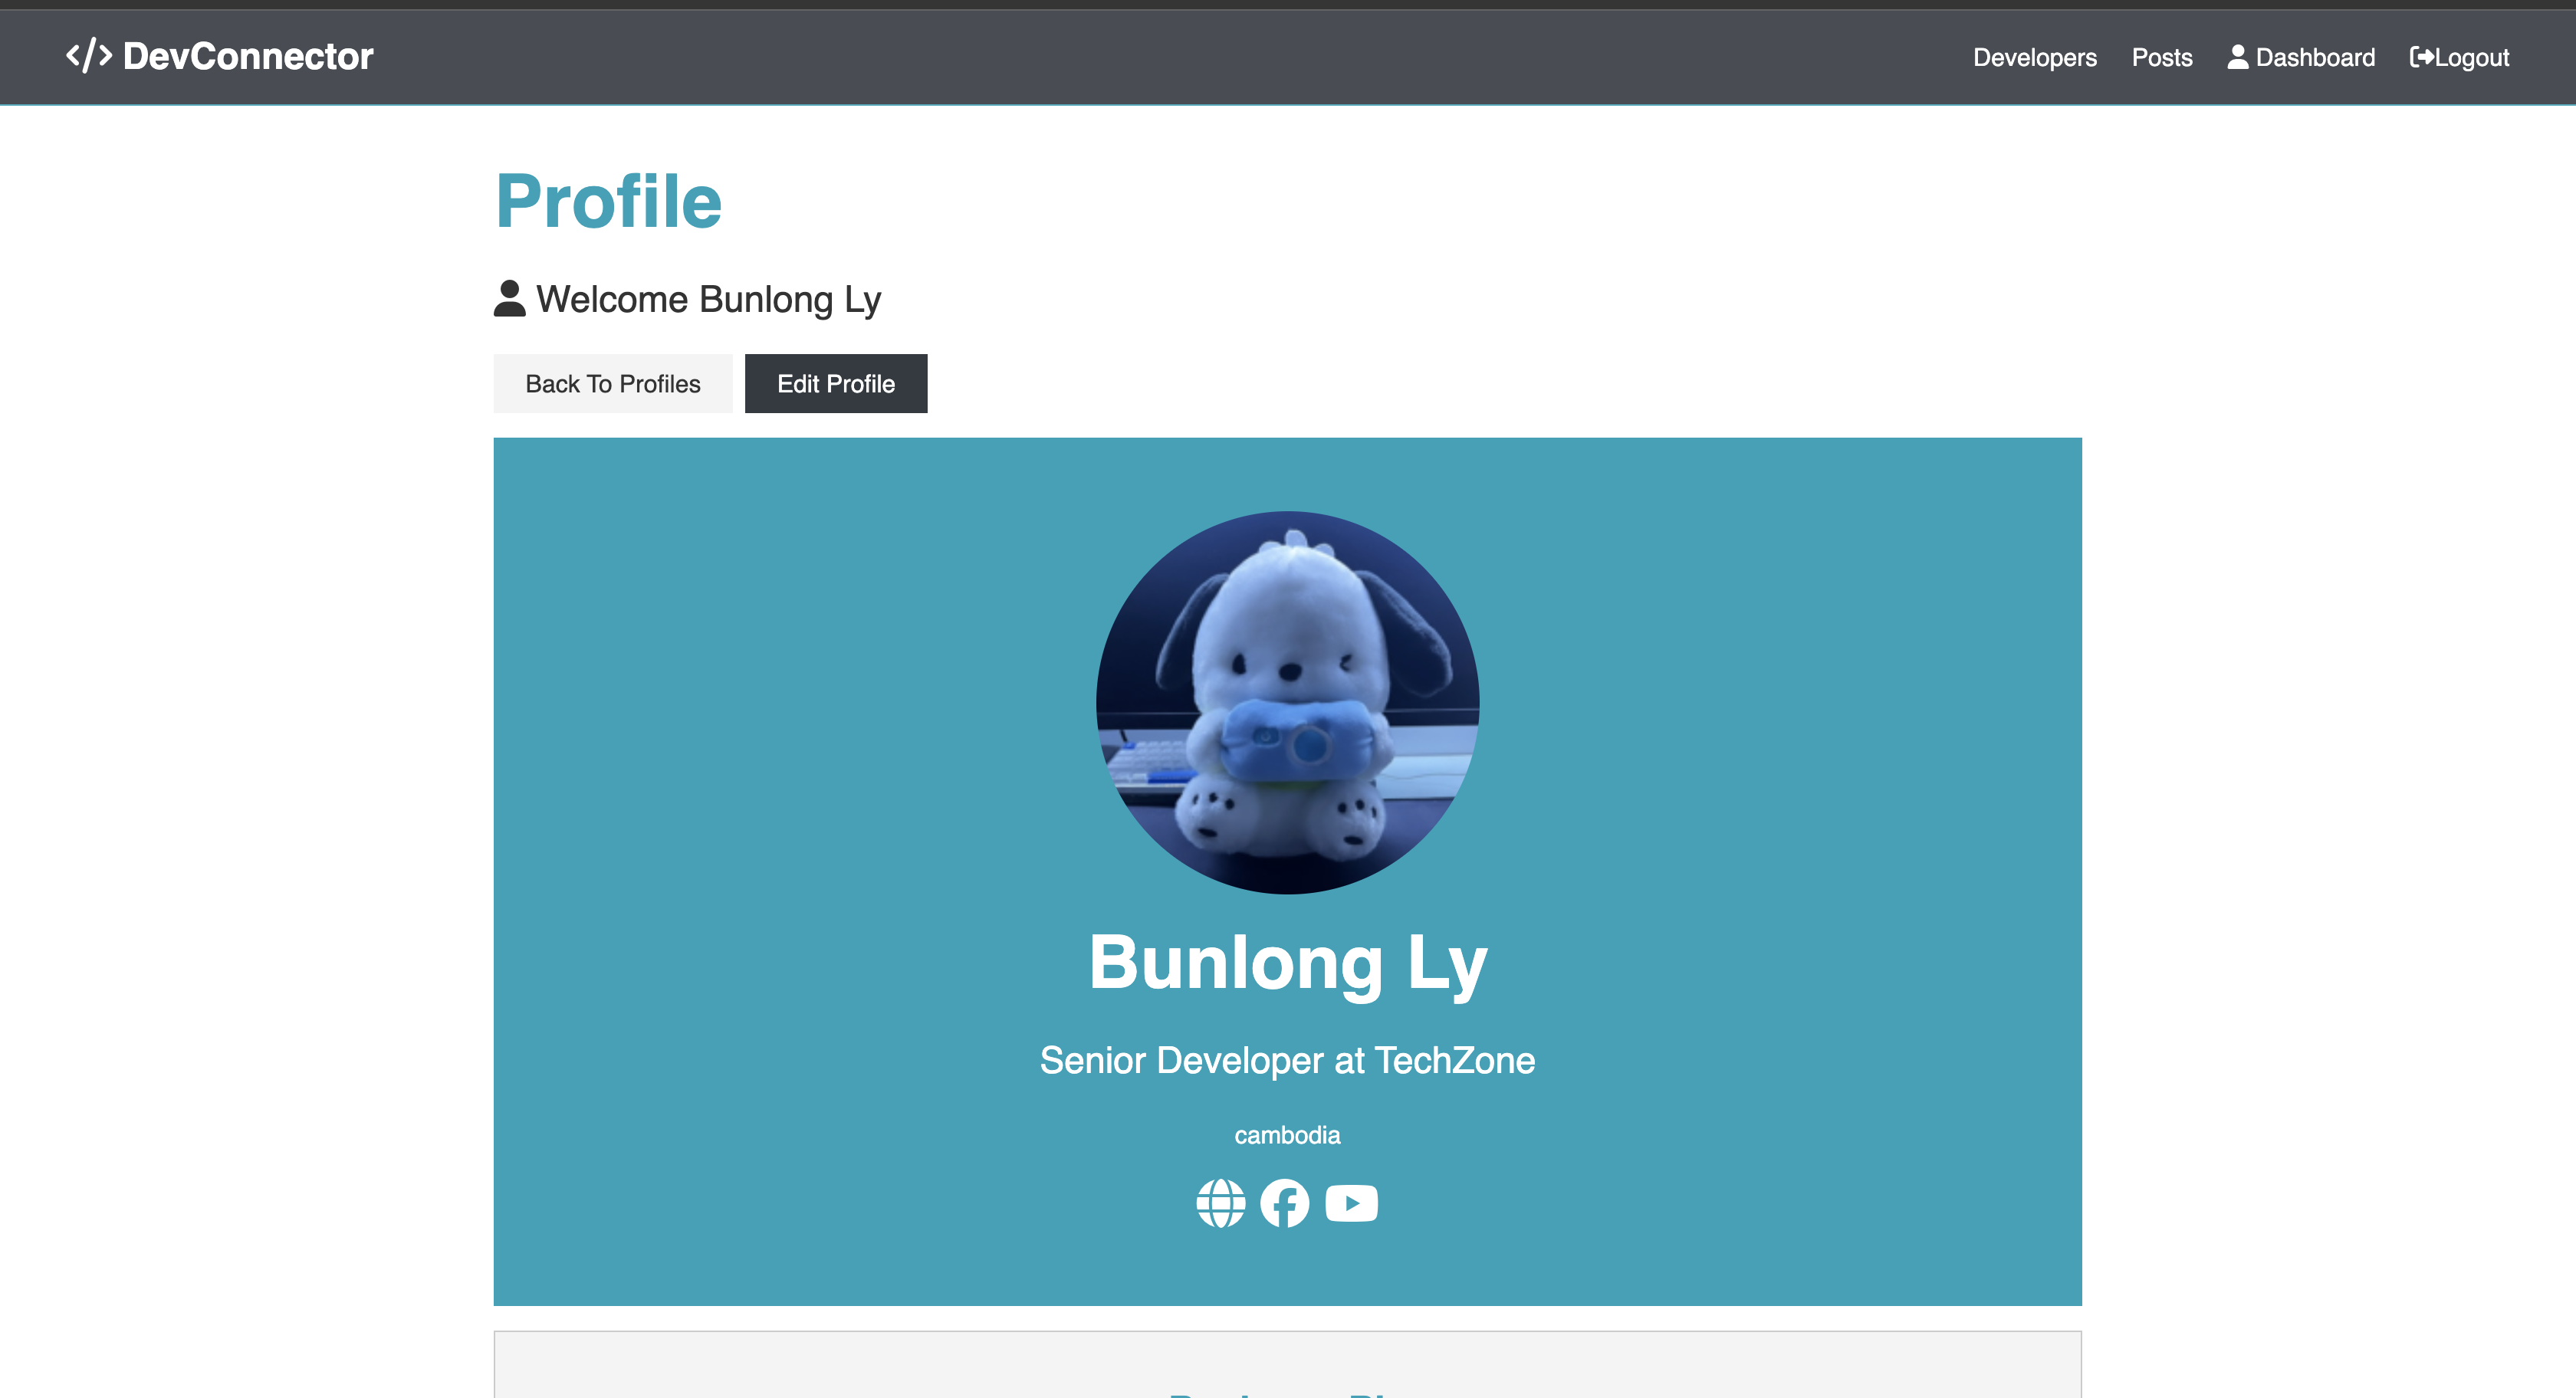 DevConnector
Developers Posts Dashboard Logout
Profile
Welcome Bunlong Ly
Back To Profiles Edit Profile
Bunlong Ly
Senior Developer at TechZone
cambodia